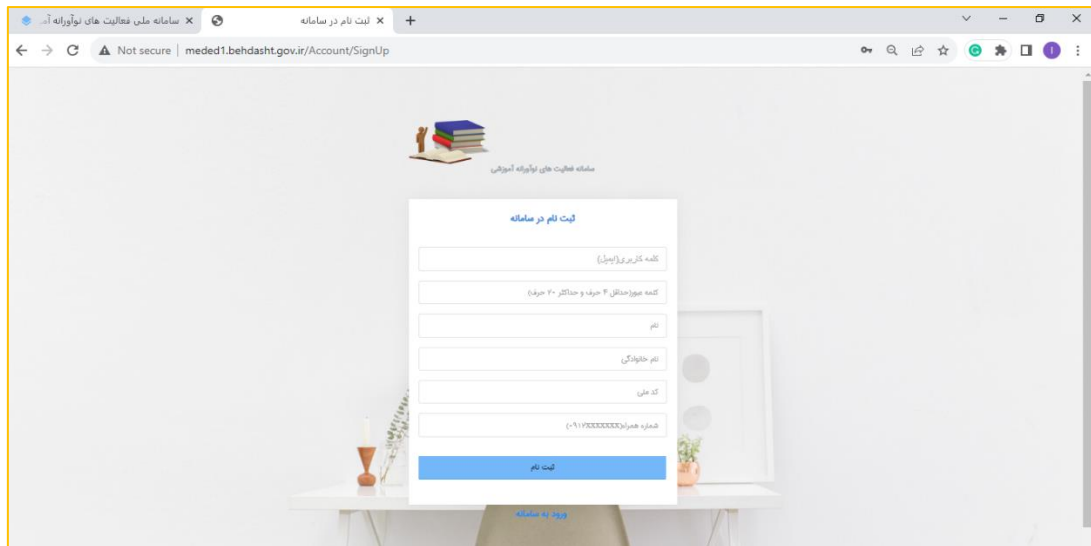 سامانه ملی فعالیت های نوآورانه آم
ثبت نام در سامانه
Not secure | meded1.behdasht.gov.ir/Account/SignUp
سامانه فعالیت های نوآورانه آموزشی
ثبت نام در سامانه
کلمه کاربری(ایمیل)
کلمه عبور(حداقل ۴ حرف و حداکثر ۲۰ حرف)
نام
نام خانوادگی
کد ملی
شماره همراه(۰۹۱۲XXXXXXX)
ثبت نام
ورود به سامانه